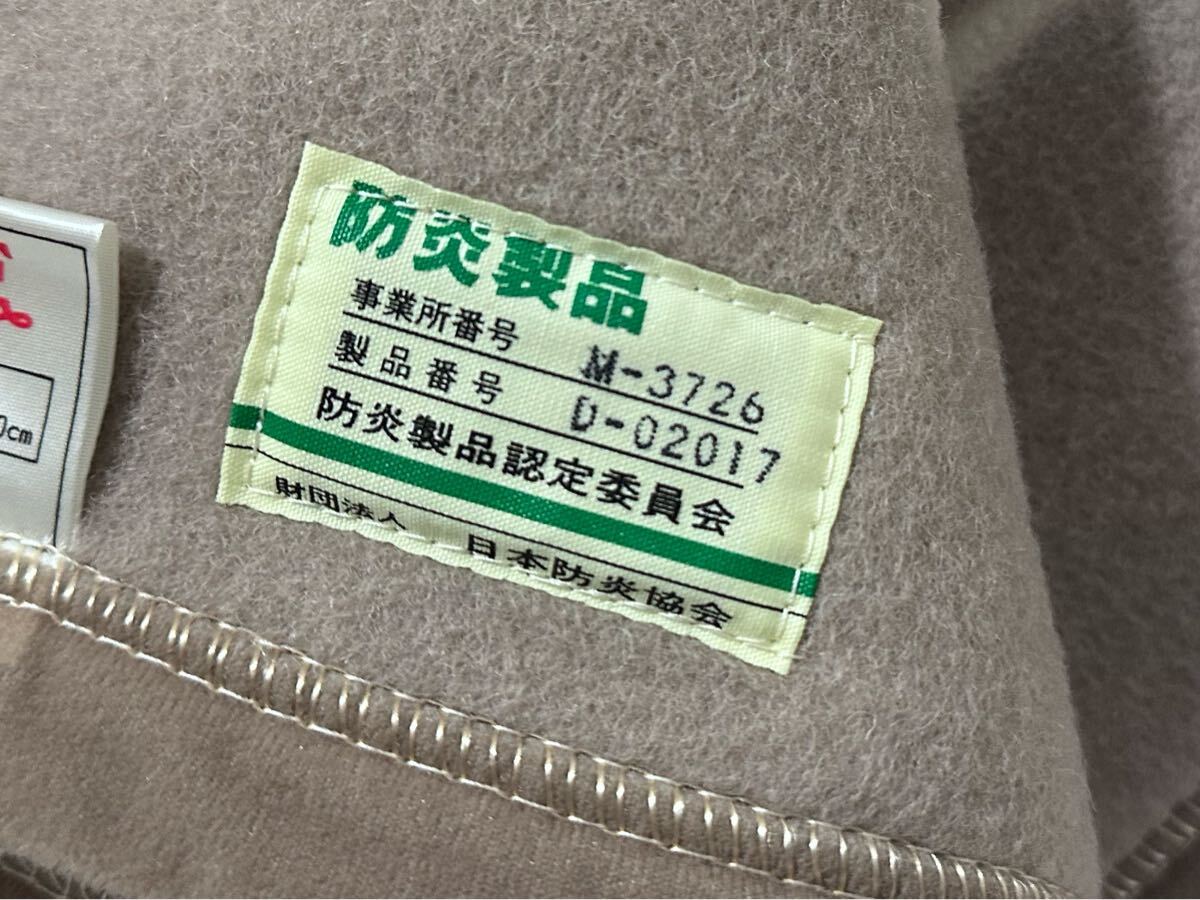 防炎製品
事業所番号 M-3726
製品番号 D-02017
防炎製品認定委員会
財団法人 日本防炎協会
cm